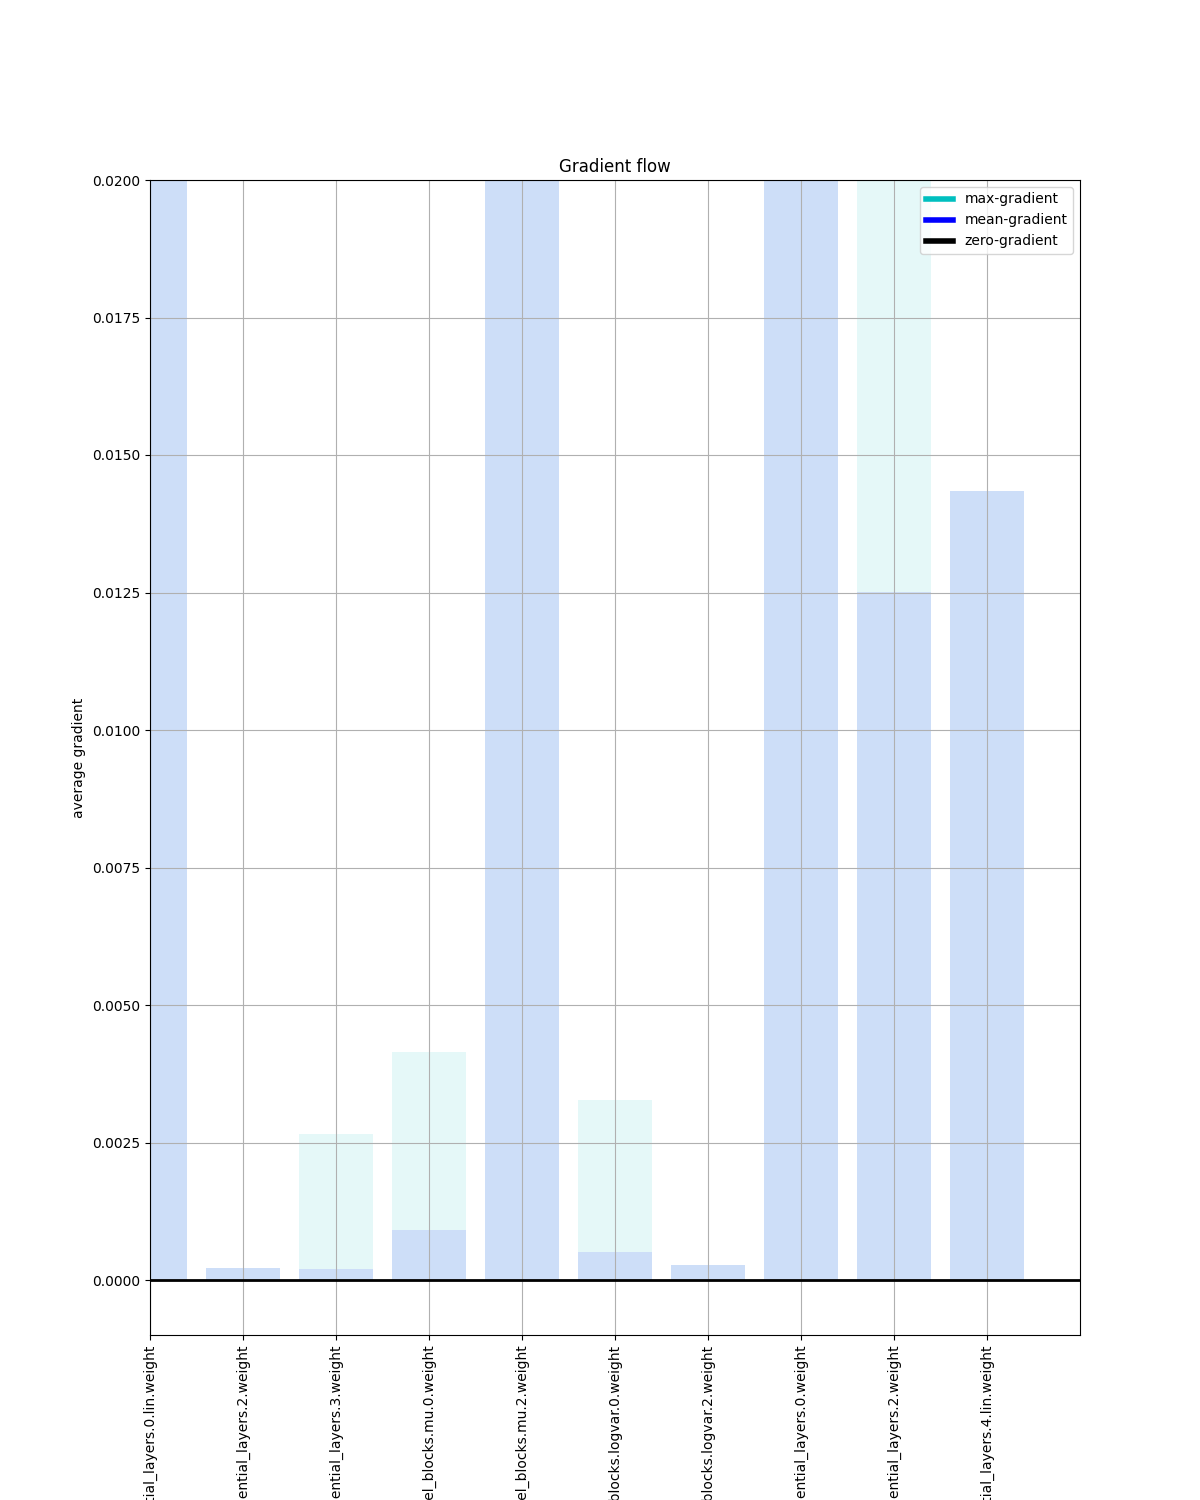 Gradient flow
max-gradient
mean-gradient
zero-gradient
0.0200
0.0175
0.0150
0.0125
0.0100
0.0075
0.0050
0.0025
0.0000
average gradient
tial_layers.0.lin.weight
ential_layers.2.weight
ential_layers.3.weight
el_blocks.mu.0.weight
el_blocks.mu.2.weight
blocks.logvar.0.weight
blocks.logvar.2.weight
ential_layers.0.weight
ential_layers.2.weight
tial_layers.4.lin.weight